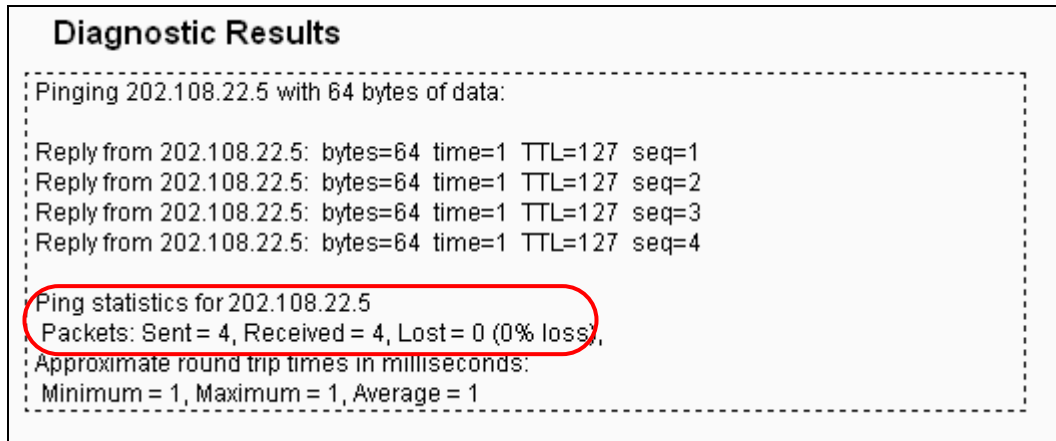 Diagnostic Results
Pinging 202.108.22.5 with 64 bytes of data:
Reply from 202.108.22.5: bytes=64 time=1 TTL=127 seq=1
Reply from 202.108.22.5: bytes=64 time=1 TTL=127 seq=2
Reply from 202.108.22.5: bytes=64 time=1 TTL=127 seq=3
Reply from 202.108.22.5: bytes=64 time=1 TTL=127 seq=4
Ping statistics for 202.108.22.5
Packets: Sent = 4, Received = 4, Lost = 0 (0% loss),
Approximate round trip times in milliseconds:
Minimum = 1, Maximum = 1, Average = 1